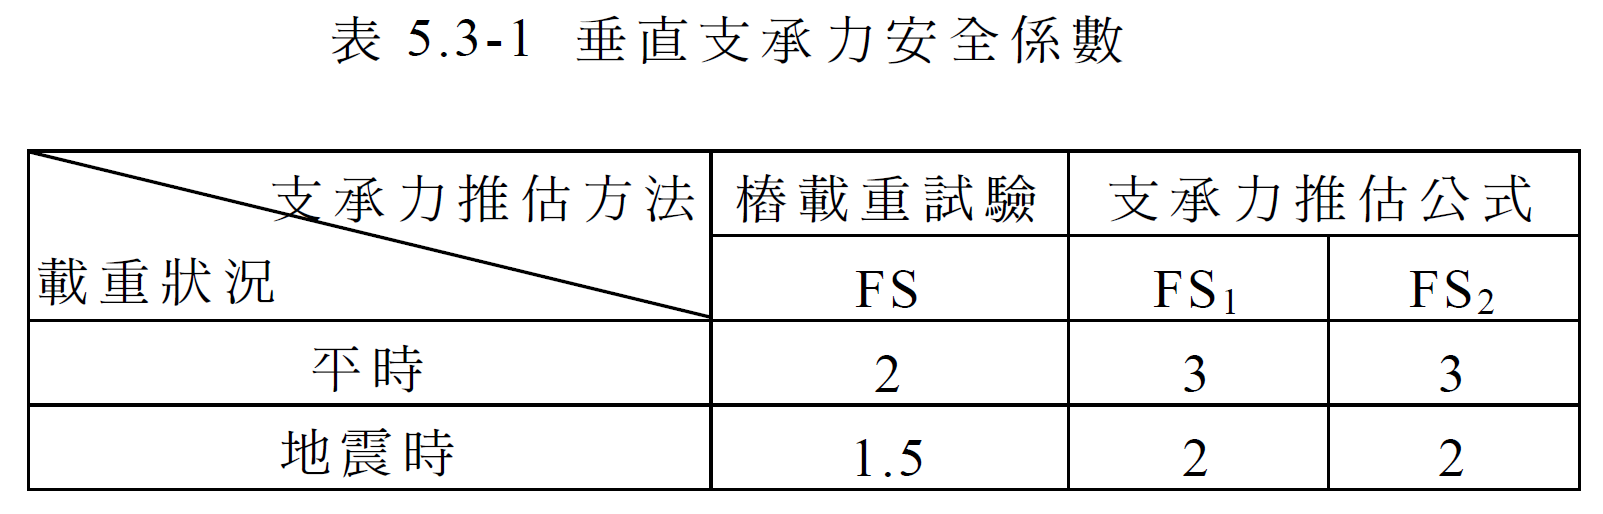 表 5.3-1 垂直支承力安全係數
支承力推估方法 樁載重試驗 支承力推估公式
載重狀況 FS FS₁ FS₂
平時 2 3 3
地震時 1.5 2 2